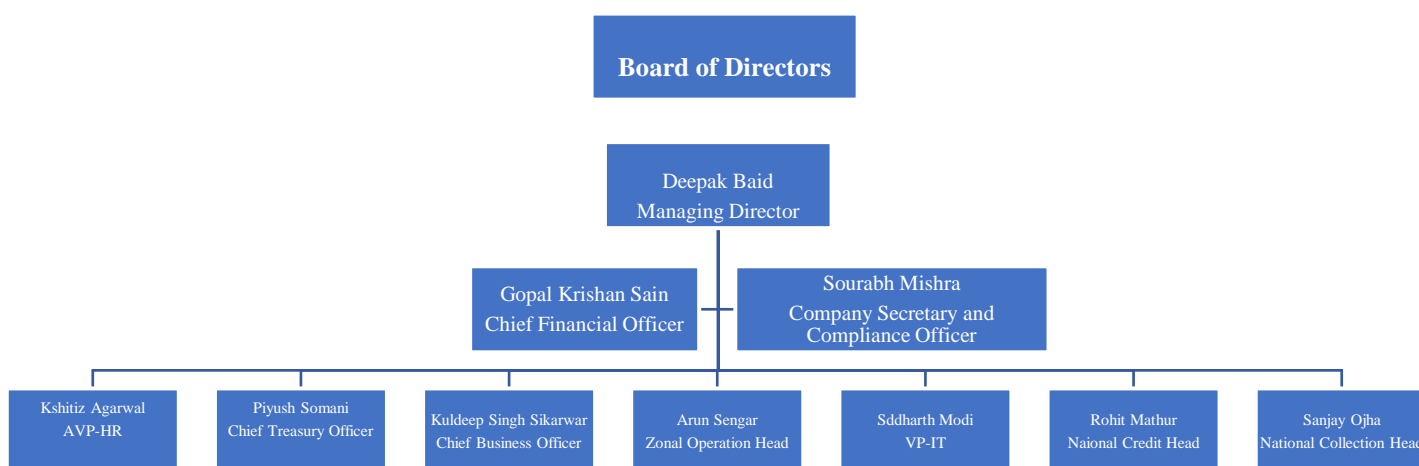 Board of Directors
Deepak Baid
Managing Director
Gopal Krishan Sain
Chief Financial Officer
Sourabh Mishra
Company Secretary and
Compliance Officer
Kshitiz Agarwal
AVP-HR
Piyush Somani
Chief Treasury Officer
Kuldeep Singh Sikarwar
Chief Business Officer
Arun Sengar
Zonal Operation Head
Sddharth Modi
VP-IT
Rohit Mathur
Naional Credit Head
Sanjay Ojha
National Collection Head